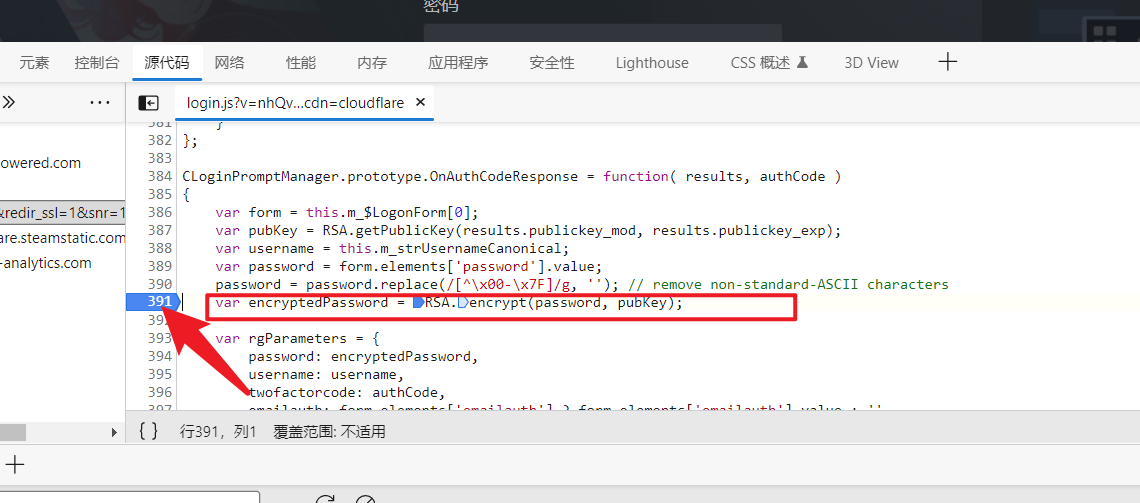 密码
元素 控制台 源代码 网络 性能 内存 应用程序 安全性 Lighthouse CSS 概述 3D View
login.js?v=nhQv...cdn=cloudflare ×
381 }
382 };
383
384 CLoginPromptManager.prototype.OnAuthCodeResponse = function( results, authCode )
385 {
386 var form = this.m_$LogonForm[0];
387 var pubKey = RSA.getPublicKey(results.publickey_mod, results.publickey_exp);
388 var username = this.m_strUsernameCanonical;
389 var password = form.elements['password'].value;
390 password = password.replace(/[^\x00-\x7F]/g, ''); // remove non-standard-ASCII characters
391 var encryptedPassword = RSA.encrypt(password, pubKey);
392
393 var rgParameters = {
394 password: encryptedPassword,
395 username: username,
396 twofactorcode: authCode,
397 emailauth: form.elements['emailauth'] ? form.elements['emailauth'].value : ''
owered.com
&redir_ssl=1&snr=1
are.steamstatic.com
-analytics.com
{ } 行391，列1 覆盖范围: 不适用